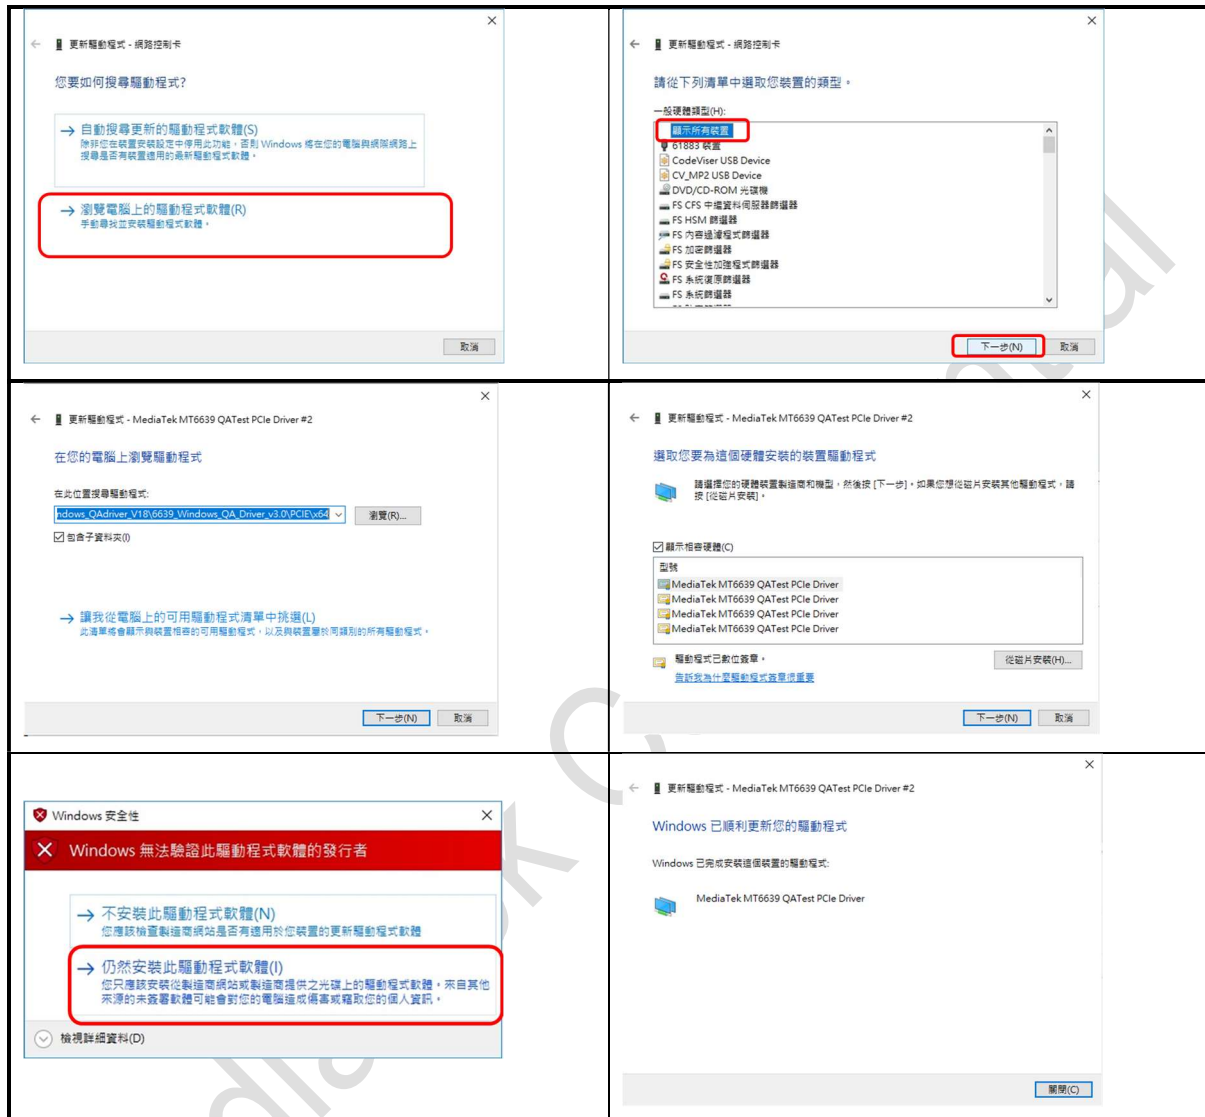 更新驅動程式 - 網路控制卡
您要如何搜尋驅動程式?
自動搜尋更新的驅動程式軟體(S)
除非您在裝置安裝設定中停用此功能，否則 Windows 將在您的電腦與網際網路上
搜尋是否有裝置適用的最新驅動程式軟體。
瀏覽電腦上的驅動程式軟體(R)
手動尋找並安裝驅動程式軟體。
取消
更新驅動程式 - 網路控制卡
請從下列清單中選取您裝置的類型。
一般硬體類型(H):
顯示所有裝置
61883 裝置
CodeViser USB Device
CV_MP2 USB Device
DVD/CD-ROM 光碟機
FS CFS 中繼資料伺服器篩選器
FS HSM 篩選器
FS 內容過濾程式篩選器
FS 加密篩選器
FS 安全性加強程式篩選器
FS 系統復原篩選器
FS 系統篩選器
下一步(N)
取消
更新驅動程式 - MediaTek MT6639 QATest PCIe Driver #2
在您的電腦上瀏覽驅動程式
在此位置搜尋驅動程式:
ndows_QAdriver_V18\6639_Windows_QA_Driver_v3.0\PCIE\x64
瀏覽(R)...
包含子資料夾(I)
讓我從電腦上的可用驅動程式清單中挑選(L)
此清單將會顯示與裝置相容的可用驅動程式，以及與裝置屬於同類別的所有驅動程式。
下一步(N)
取消
更新驅動程式 - MediaTek MT6639 QATest PCIe Driver #2
選取您要為這個硬體安裝的裝置驅動程式
請選擇您的硬體裝置製造商和機型，然後按 [下一步]。如果您想從磁片安裝其他驅動程式，請
按 [從磁片安裝]。
顯示相容硬體(C)
型號
MediaTek MT6639 QATest PCIe Driver
MediaTek MT6639 QATest PCIe Driver
MediaTek MT6639 QATest PCIe Driver
MediaTek MT6639 QATest PCIe Driver
驅動程式已數位簽章。
從磁片安裝(H)...
告訴我為什麼驅動程式簽章很重要
下一步(N)
取消
Windows 安全性
Windows 無法驗證此驅動程式軟體的發行者
不安裝此驅動程式軟體(N)
您應該檢查製造商網站是否有適用於您裝置的更新驅動程式軟體
仍然安裝此驅動程式軟體(I)
您只應該安裝從製造商網站或製造商提供之光碟上的驅動程式軟體。來自其他
來源的未簽署軟體可能會對您的電腦造成傷害或竊取您的個人資訊。
檢視詳細資料(D)
更新驅動程式 - MediaTek MT6639 QATest PCIe Driver #2
Windows 已順利更新您的驅動程式
Windows 已完成安裝這個裝置的驅動程式:
MediaTek MT6639 QATest PCIe Driver
關閉(C)